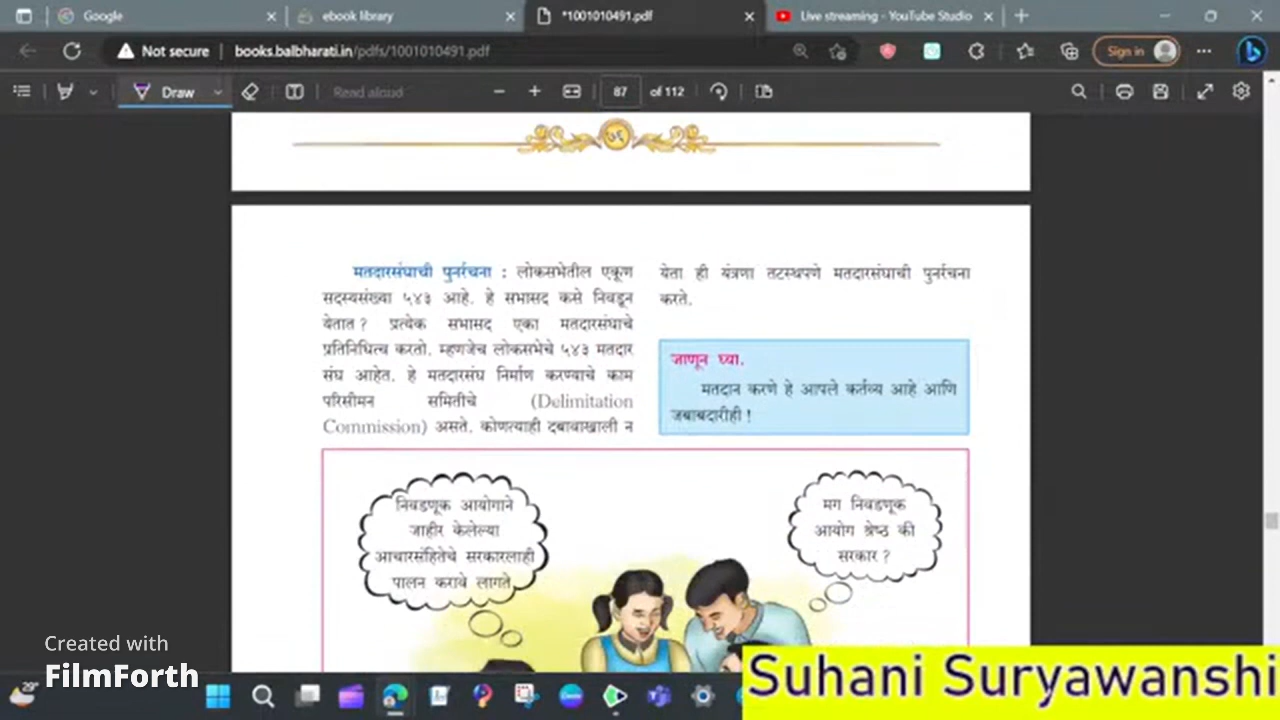 Google
ebook library
*1001010491.pdf
Live streaming - YouTube Studio
Not secure
books.balbharati.in/pdfs/1001010491.pdf
Sign in
Draw
Read aloud
87
of 112
७६
मतदारसंघाची पुनर्रचना : लोकसभेतील एकूण
सदस्यसंख्या ५४३ आहे. हे सभासद कसे निवडून
येतात ? प्रत्येक सभासद एका मतदारसंघाचे
प्रतिनिधित्व करतो. म्हणजेच लोकसभेचे ५४३ मतदार
संघ आहेत. हे मतदारसंघ निर्माण करण्याचे काम
परिसीमन समितीचे (Delimitation
Commission) असते. कोणत्याही दबावाखाली न
येता ही यंत्रणा तटस्थपणे मतदारसंघाची पुनर्रचना
करते.
जाणून घ्या.
मतदान करणे हे आपले कर्तव्य आहे आणि
जबाबदारीही !
निवडणूक आयोगाने
जाहीर केलेल्या
आचारसंहितेचे सरकारलाही
पालन करावे लागते.
मग निवडणूक
आयोग श्रेष्ठ की
सरकार ?
Created with
FilmForth
29°
Suhani Suryawanshi